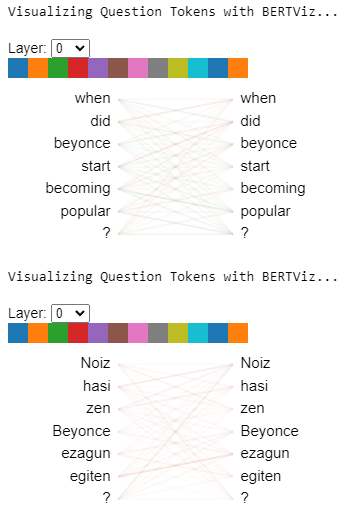 Visualizing Question Tokens with BERTViz...
Layer: 0
when when
did did
beyonce beyonce
start start
becoming becoming
popular popular
? ?
Visualizing Question Tokens with BERTViz...
Layer: 0
Noiz Noiz
hasi hasi
zen zen
Beyonce Beyonce
ezagun ezagun
egiten egiten
? ?